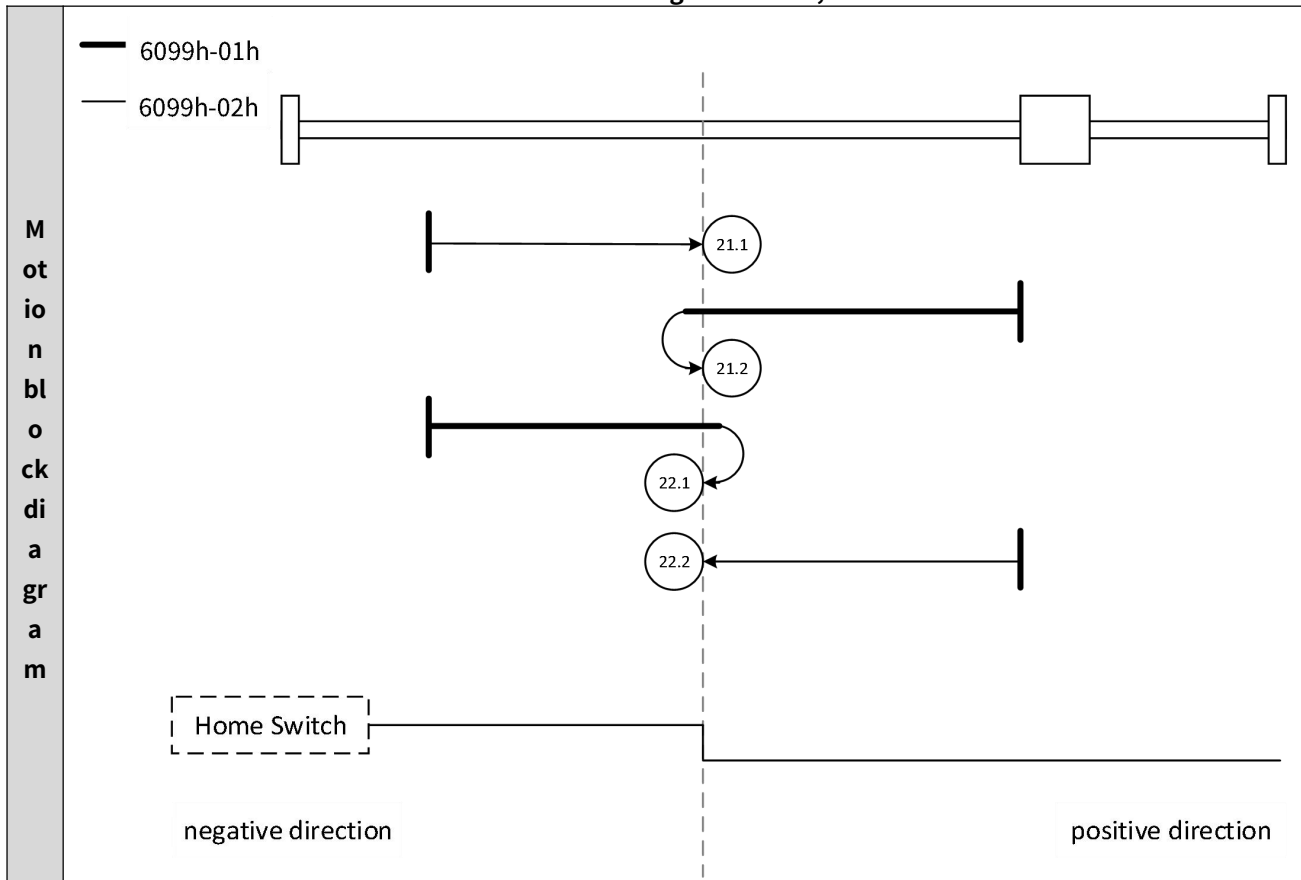 6099h-01h
6099h-02h
M
ot
io
n
bl
o
ck
di
a
gr
a
m
21.1
21.2
22.1
22.2
Home Switch
negative direction
positive direction